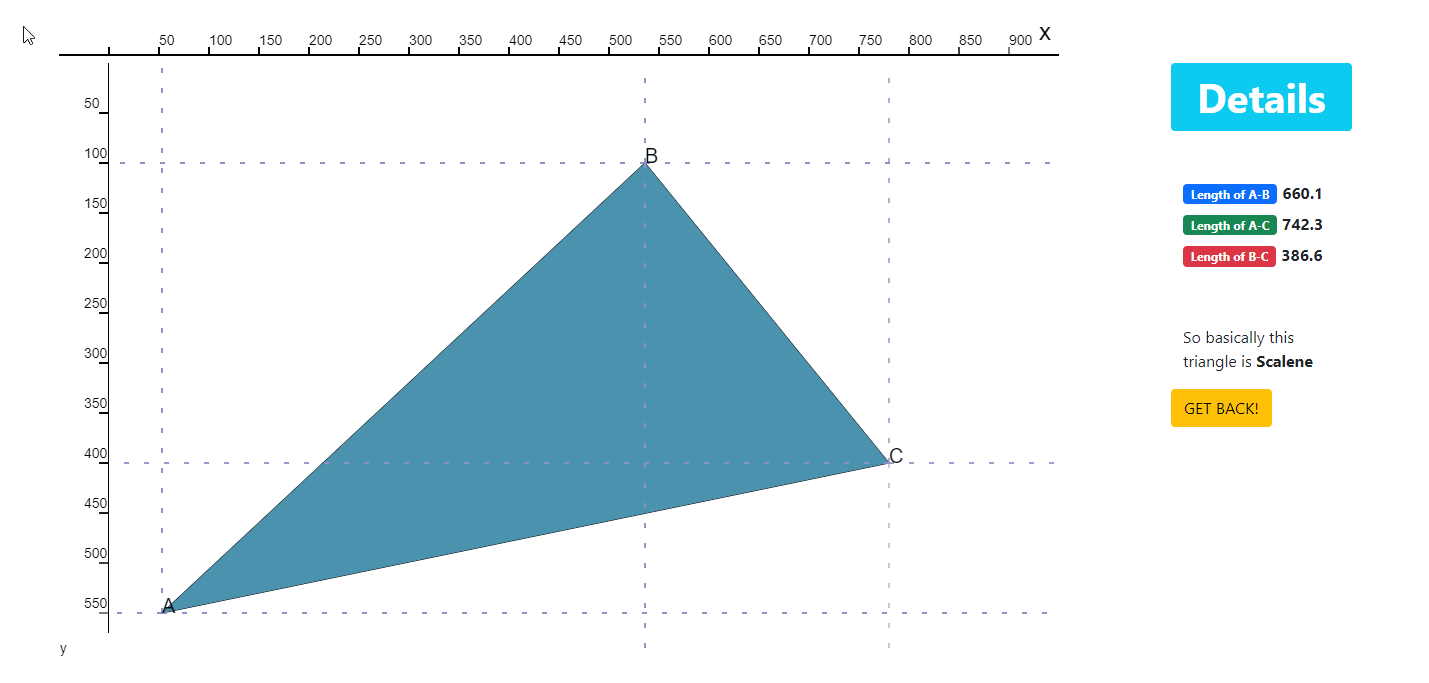 50 100 150 200 250 300 350 400 450 500 550 600 650 700 750 800 850 900 X
Details
50
100
B
150
Length of A-B 660.1
200
Length of A-C 742.3
250
Length of B-C 386.6
300
So basically this
triangle is Scalene
350
400
GET BACK!
450
C
500
550
A
y